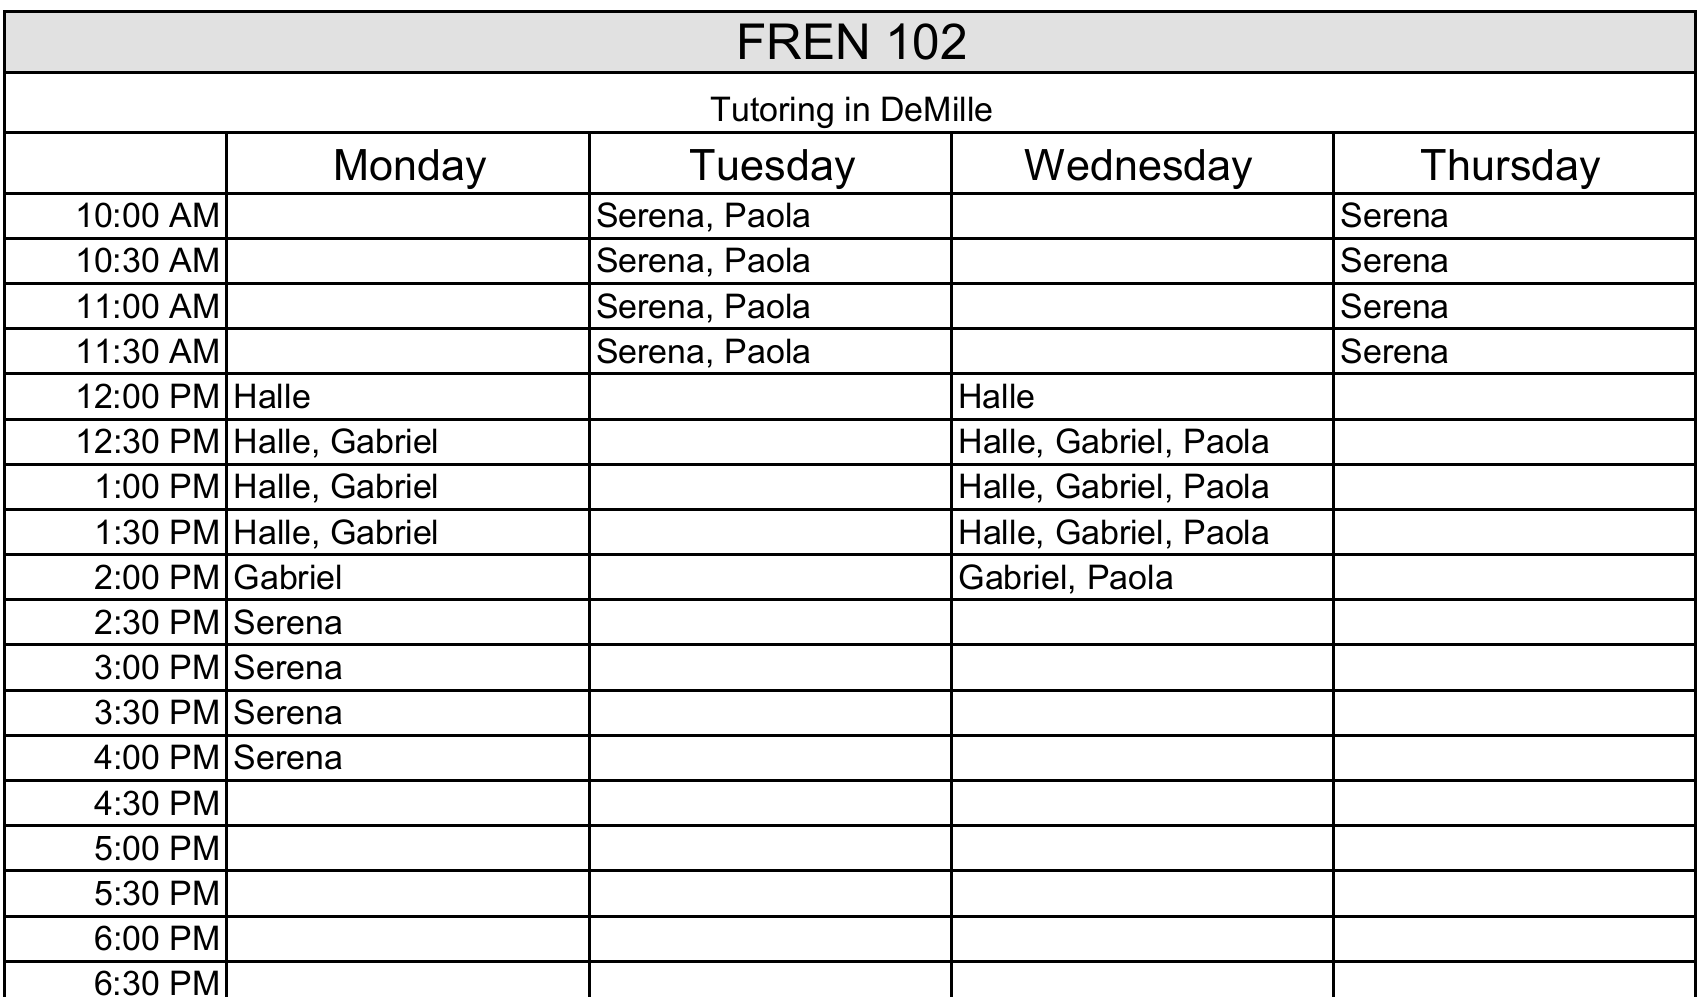 FREN 102
Tutoring in DeMille
Monday Tuesday Wednesday Thursday
10:00 AM Serena, Paola Serena
10:30 AM Serena, Paola Serena
11:00 AM Serena, Paola Serena
11:30 AM Serena, Paola Serena
12:00 PM Halle Halle
12:30 PM Halle, Gabriel Halle, Gabriel, Paola
1:00 PM Halle, Gabriel Halle, Gabriel, Paola
1:30 PM Halle, Gabriel Halle, Gabriel, Paola
2:00 PM Gabriel Gabriel, Paola
2:30 PM Serena
3:00 PM Serena
3:30 PM Serena
4:00 PM Serena
4:30 PM
5:00 PM
5:30 PM
6:00 PM
6:30 PM